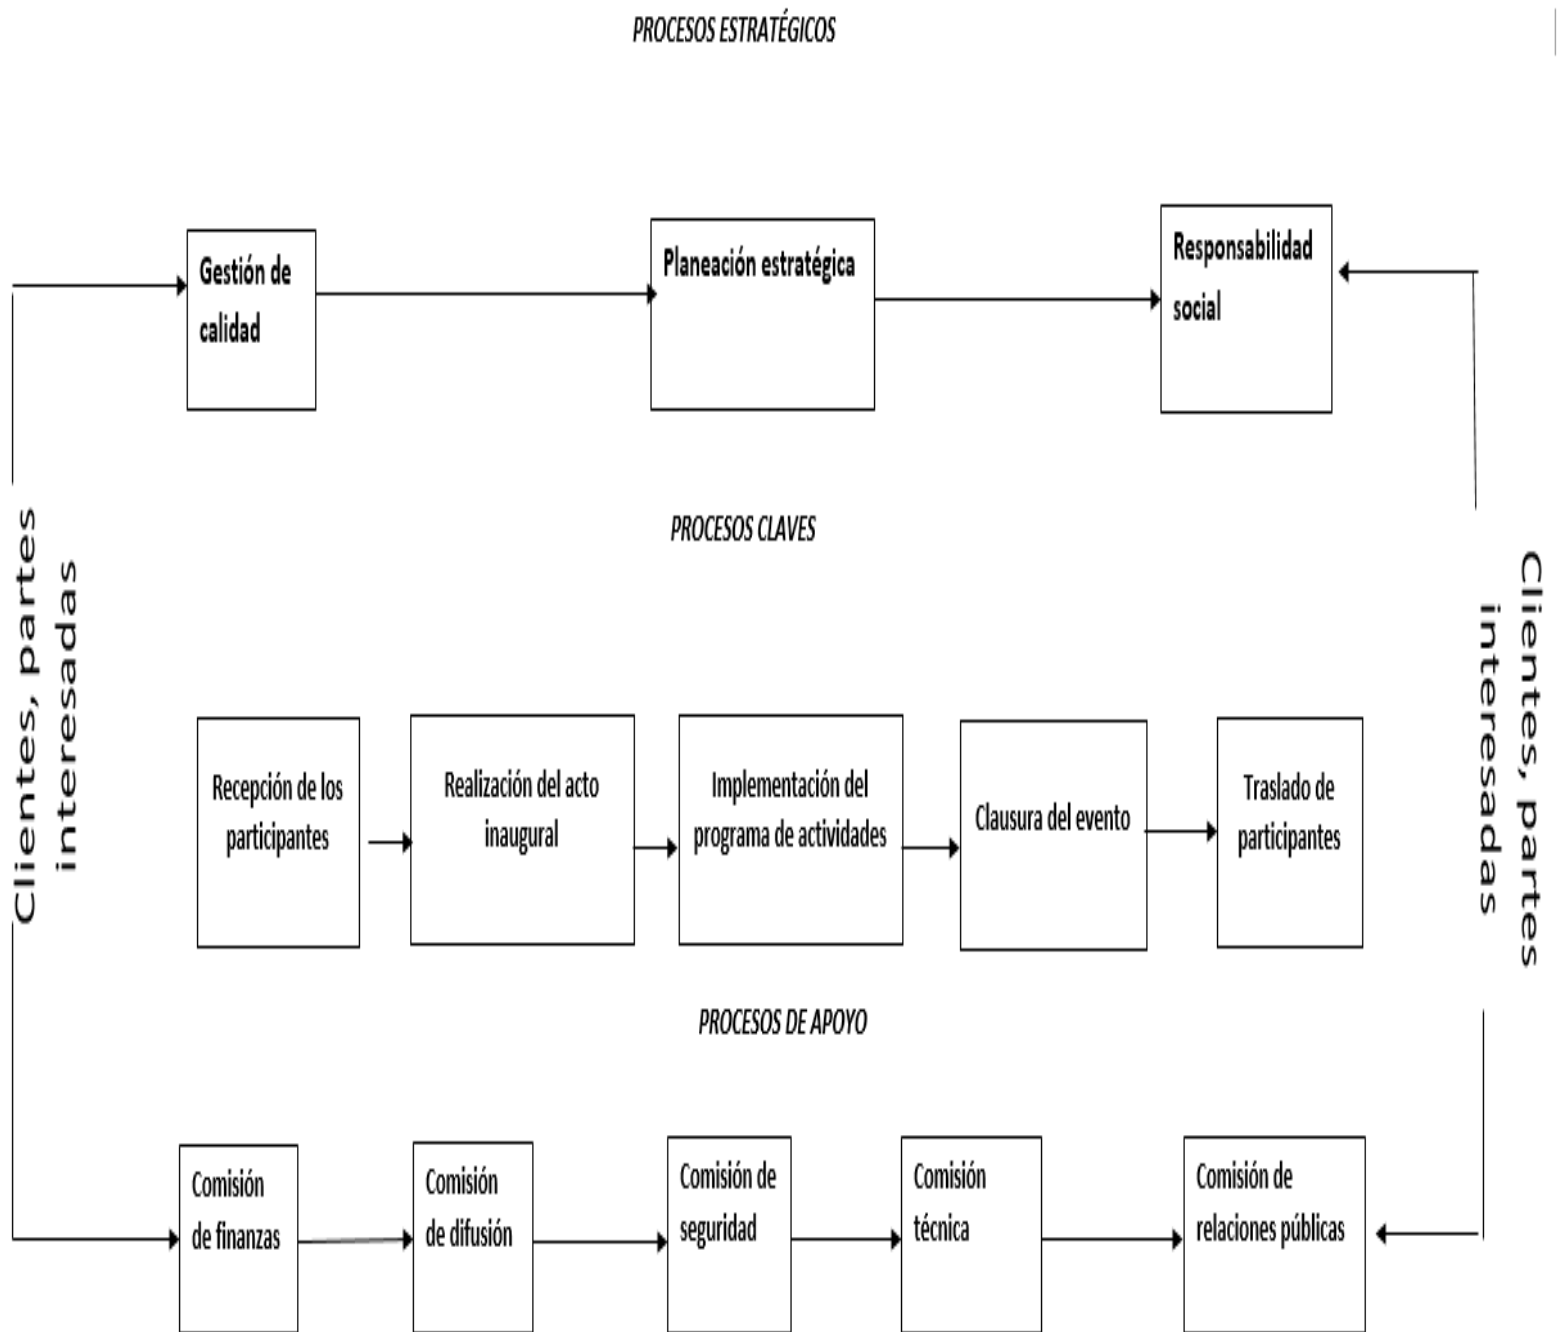 PROCESOS ESTRATÉGICOS
Gestión de
calidad
Planeación estratégica
Responsabilidad
social
Clientes, partes
interesadas
PROCESOS CLAVES
Clientes, partes
interesadas
Recepción de los
participantes
Realización del acto
inaugural
Implementación del
programa de actividades
Clausura del evento
Traslado de
participantes
PROCESOS DE APOYO
Comisión
de finanzas
Comisión
de difusión
Comisión de
seguridad
Comisión
técnica
Comisión de
relaciones públicas